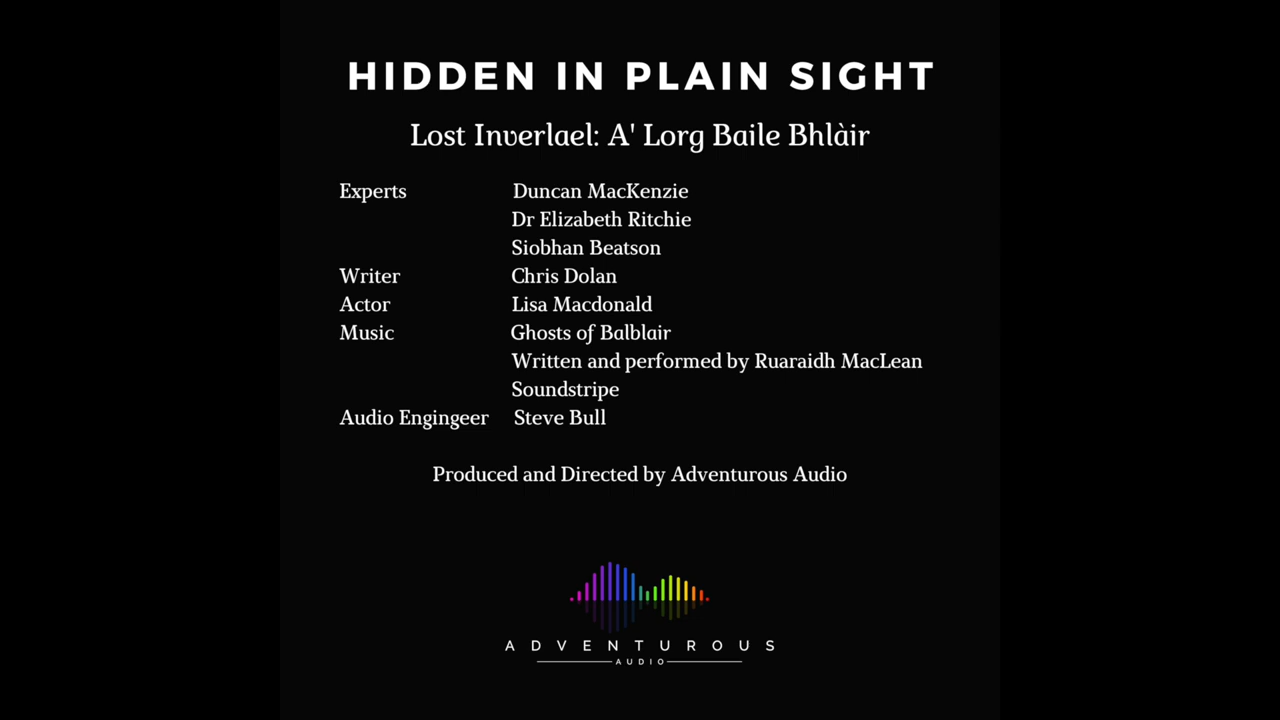 HIDDEN IN PLAIN SIGHT
Lost Inverlael: A' Lorg Baile Bhlàir
Experts Duncan MacKenzie
Dr Elizabeth Ritchie
Siobhan Beatson
Writer Chris Dolan
Actor Lisa Macdonald
Music Ghosts of Balblair
Written and performed by Ruaraidh MacLean
Soundstripe
Audio Engingeer Steve Bull
Produced and Directed by Adventurous Audio
ADVENTUROUS
AUDIO